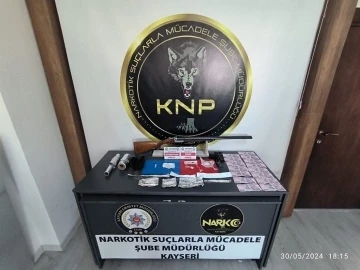 NARKOTİK SUÇLARLA MÜCADELE ŞUBE MÜDÜRLÜĞÜ
KNP
NARKO
NARKOTİK SUÇLARLA MÜCADELE
ŞUBE MÜDÜRLÜĞÜ
KAYSERİ
30/05/2024 18:15